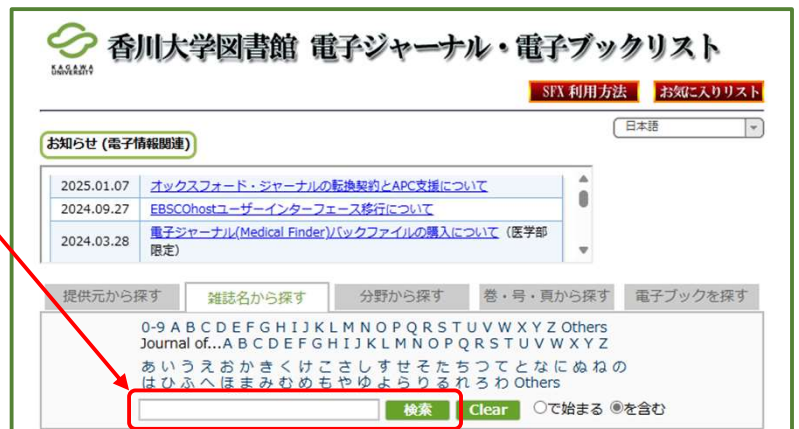 香川大学図書館 電子ジャーナル・電子ブックリスト
KAGAWA
UNIVERSITY
SFX 利用方法 お気に入りリスト
日本語
お知らせ (電子情報関連)
2025.01.07 オックスフォード・ジャーナルの転換契約とAPC支援について
2024.09.27 EBSCOhostユーザーインターフェース移行について
2024.03.28 電子ジャーナル(Medical Finder)バックファイルの購入について (医学部
限定)
提供元から探す 雑誌名から探す 分野から探す 巻・号・頁から探す 電子ブックを探す
0-9 A B C D E F G H I J K L M N O P Q R S T U V W X Y Z Others
Journal of...A B C D E F G H I J K L M N O P Q R S T U V W X Y Z
あ い う え お か き く け こ さ し す せ そ た ち つ て と な に ぬ ね の
は ひ ふ へ ほ ま み む め も や ゆ よ ら り る れ ろ わ Others
検索 Clear ○で始まる ◉を含む